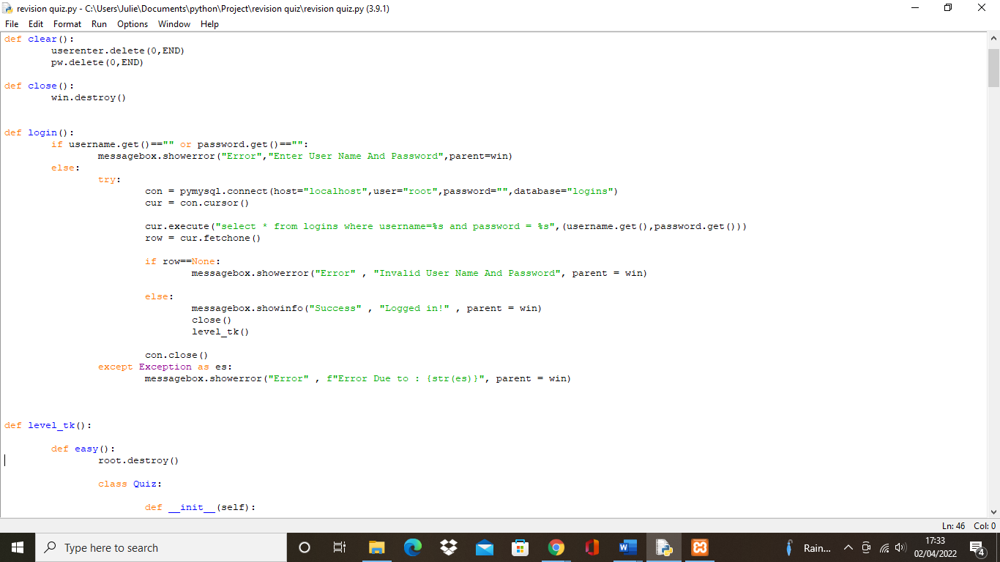 revision quiz.py - C:\Users\Julie\Documents\python\Project\revision quiz\revision quiz.py (3.9.1)
File Edit Format Run Options Window Help
def clear():
        userenter.delete(0,END)
        pw.delete(0,END)

def close():
        win.destroy()


def login():
        if username.get()=="" or password.get()=="":
                messagebox.showerror("Error","Enter User Name And Password",parent=win)
        else:
                try:
                        con = pymysql.connect(host="localhost",user="root",password="",database="logins")
                        cur = con.cursor()

                        cur.execute("select * from logins where username=%s and password = %s",(username.get(),password.get()))
                        row = cur.fetchone()

                        if row==None:
                                messagebox.showerror("Error" , "Invalid User Name And Password", parent = win)

                        else:
                                messagebox.showinfo("Success" , "Logged in!" , parent = win)
                                close()
                                level_tk()

                        con.close()
                except Exception as es:
                        messagebox.showerror("Error" , f"Error Due to : {str(es)}", parent = win)



def level_tk():

        def easy():
                root.destroy()

                class Quiz:

                        def __init__(self):
Ln: 46 Col: 0
Type here to search
Rain...
17:33
02/04/2022
4